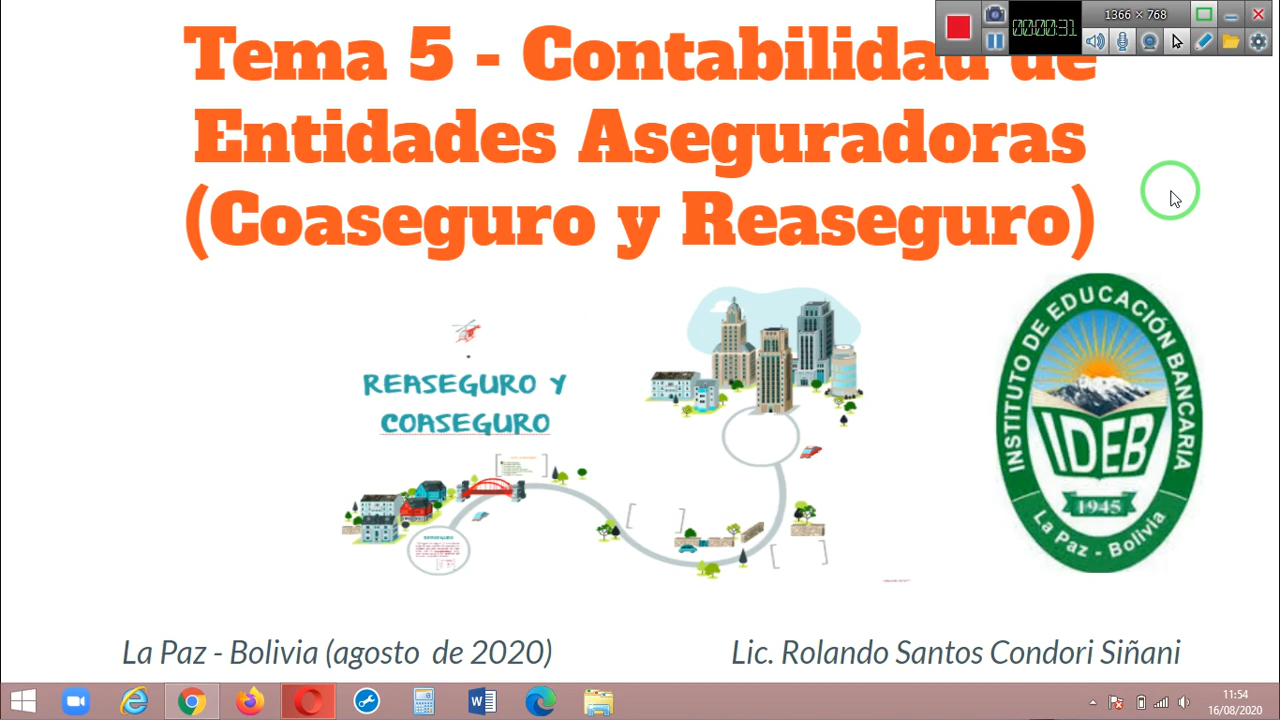 1366 × 768
00:00:31
Tema 5 - Contabilidad de
Entidades Aseguradoras
(Coaseguro y Reaseguro)
REASEGURO Y
COASEGURO
REASEGURO
INSTITUTO DE EDUCACIÓN BANCARIA
IDEB
1945
La Paz - Bolivia
La Paz - Bolivia (agosto de 2020)
Lic. Rolando Santos Condori Siñani
11:54
16/08/2020